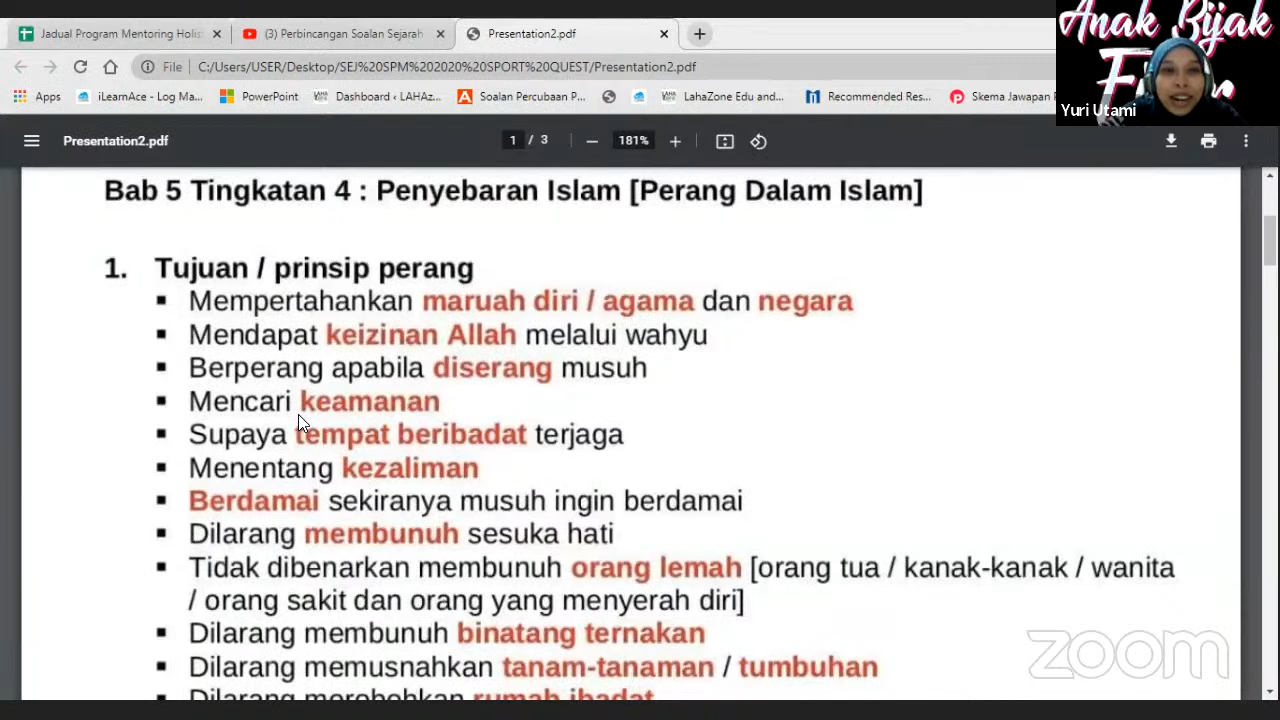 Jadual Program Mentoring Holis
(3) Perbincangan Soalan Sejarah
Presentation2.pdf
File
C:/Users/USER/Desktop/SEJ%20SPM%2020%20SPORT%20QUEST/Presentation2.pdf
Apps
iLearnAce - Log Ma...
PowerPoint
Dashboard ‹ LAHAz...
Soalan Percubaan P...
LahaZone Edu and...
Recommended Res...
Skema Jawapan
Anak Bijak
Yuri Utami
Presentation2.pdf
1 / 3
181%
Bab 5 Tingkatan 4 : Penyebaran Islam [Perang Dalam Islam]
1. Tujuan / prinsip perang
▪ Mempertahankan maruah diri / agama dan negara
▪ Mendapat keizinan Allah melalui wahyu
▪ Berperang apabila diserang musuh
▪ Mencari keamanan
▪ Supaya tempat beribadat terjaga
▪ Menentang kezaliman
▪ Berdamai sekiranya musuh ingin berdamai
▪ Dilarang membunuh sesuka hati
▪ Tidak dibenarkan membunuh orang lemah [orang tua / kanak-kanak / wanita
/ orang sakit dan orang yang menyerah diri]
▪ Dilarang membunuh binatang ternakan
▪ Dilarang memusnahkan tanam-tanaman / tumbuhan
▪ Dilarang merobohkan rumah ibadat
zoom